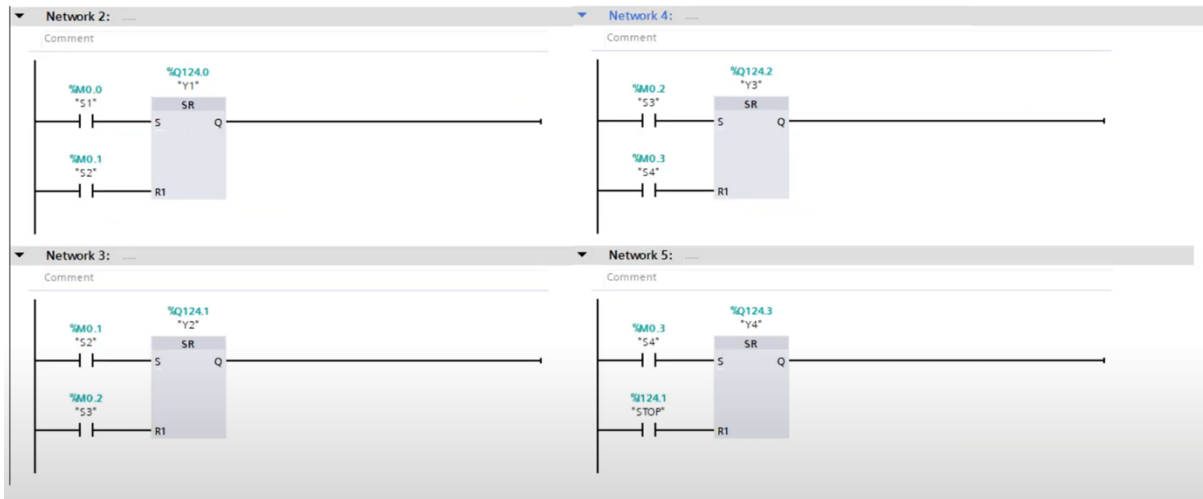 Network 2: .....
Comment
%Q124.0
"Y1"
%M0.0
"S1"
SR
S Q
%M0.1
"S2"
R1
Network 3: .....
Comment
%Q124.1
"Y2"
%M0.1
"S2"
SR
S Q
%M0.2
"S3"
R1
Network 4: .....
Comment
%Q124.2
"Y3"
%M0.2
"S3"
SR
S Q
%M0.3
"S4"
R1
Network 5: .....
Comment
%Q124.3
"Y4"
%M0.3
"S4"
SR
S Q
%I124.1
"STOP"
R1